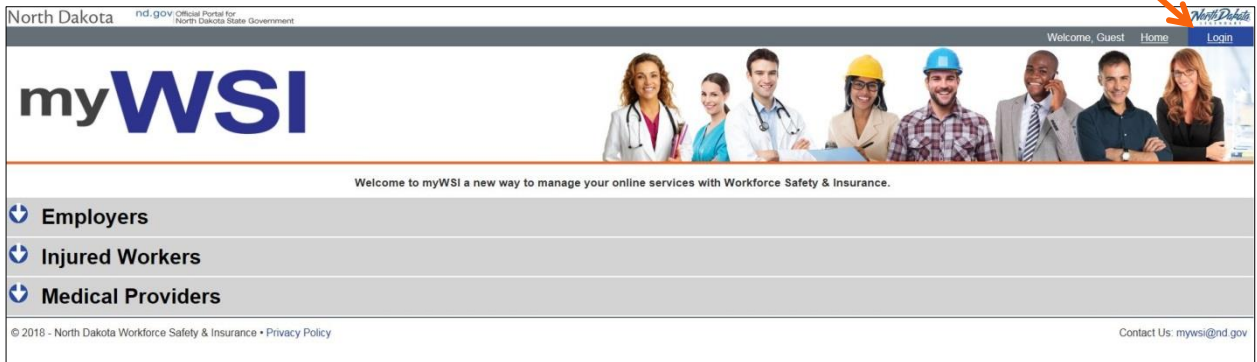 North Dakota nd.gov Official Portal for
North Dakota State Government
North Dakota
LEGENDARY
Welcome, Guest Home Login
myWSI
Welcome to myWSI a new way to manage your online services with Workforce Safety & Insurance.
Employers
Injured Workers
Medical Providers
© 2018 - North Dakota Workforce Safety & Insurance • Privacy Policy
Contact Us: mywsi@nd.gov